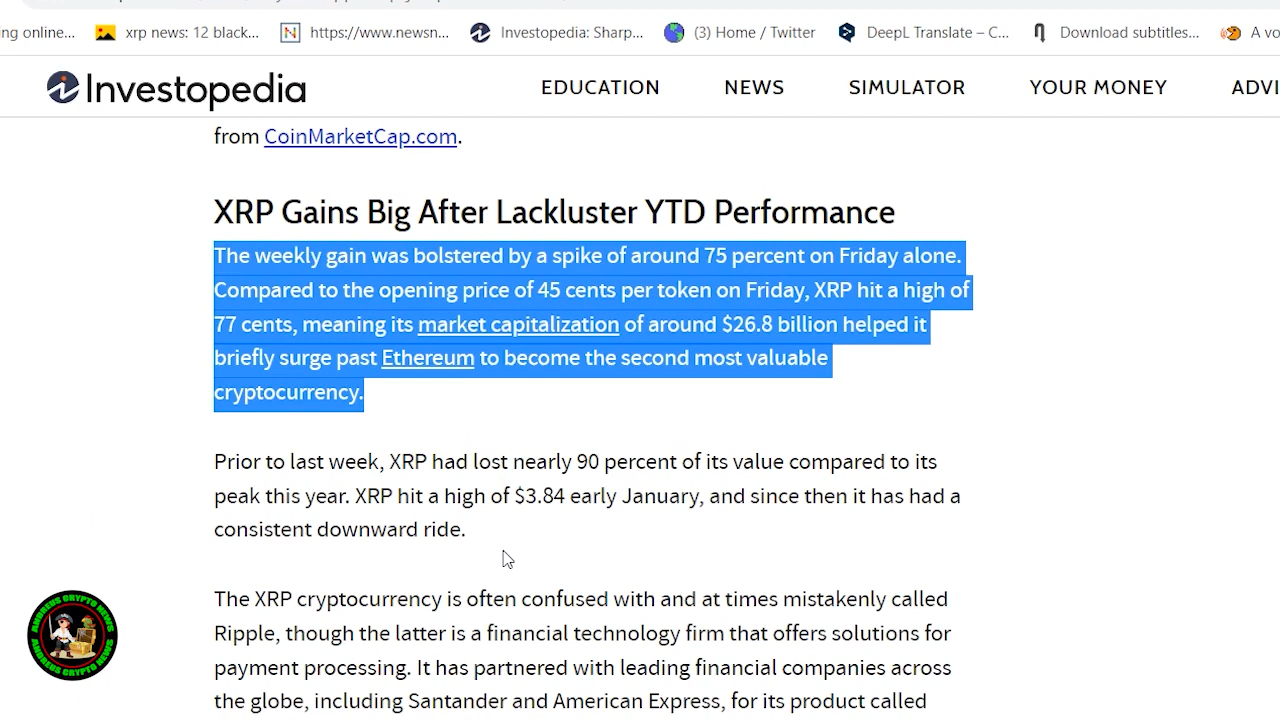 ing online...
xrp news: 12 black...
https://www.newsn...
Investopedia: Sharp...
(3) Home / Twitter
DeepL Translate – C...
Download subtitles...
A vo
Investopedia
EDUCATION
NEWS
SIMULATOR
YOUR MONEY
ADVI
from CoinMarketCap.com.
XRP Gains Big After Lackluster YTD Performance
The weekly gain was bolstered by a spike of around 75 percent on Friday alone.
Compared to the opening price of 45 cents per token on Friday, XRP hit a high of
77 cents, meaning its market capitalization of around $26.8 billion helped it
briefly surge past Ethereum to become the second most valuable
cryptocurrency.
Prior to last week, XRP had lost nearly 90 percent of its value compared to its
peak this year. XRP hit a high of $3.84 early January, and since then it has had a
consistent downward ride.
The XRP cryptocurrency is often confused with and at times mistakenly called
Ripple, though the latter is a financial technology firm that offers solutions for
payment processing. It has partnered with leading financial companies across
the globe, including Santander and American Express, for its product called
ANDREUS CRYPTO NEWS
ANDREUS CRYPTO NEWS